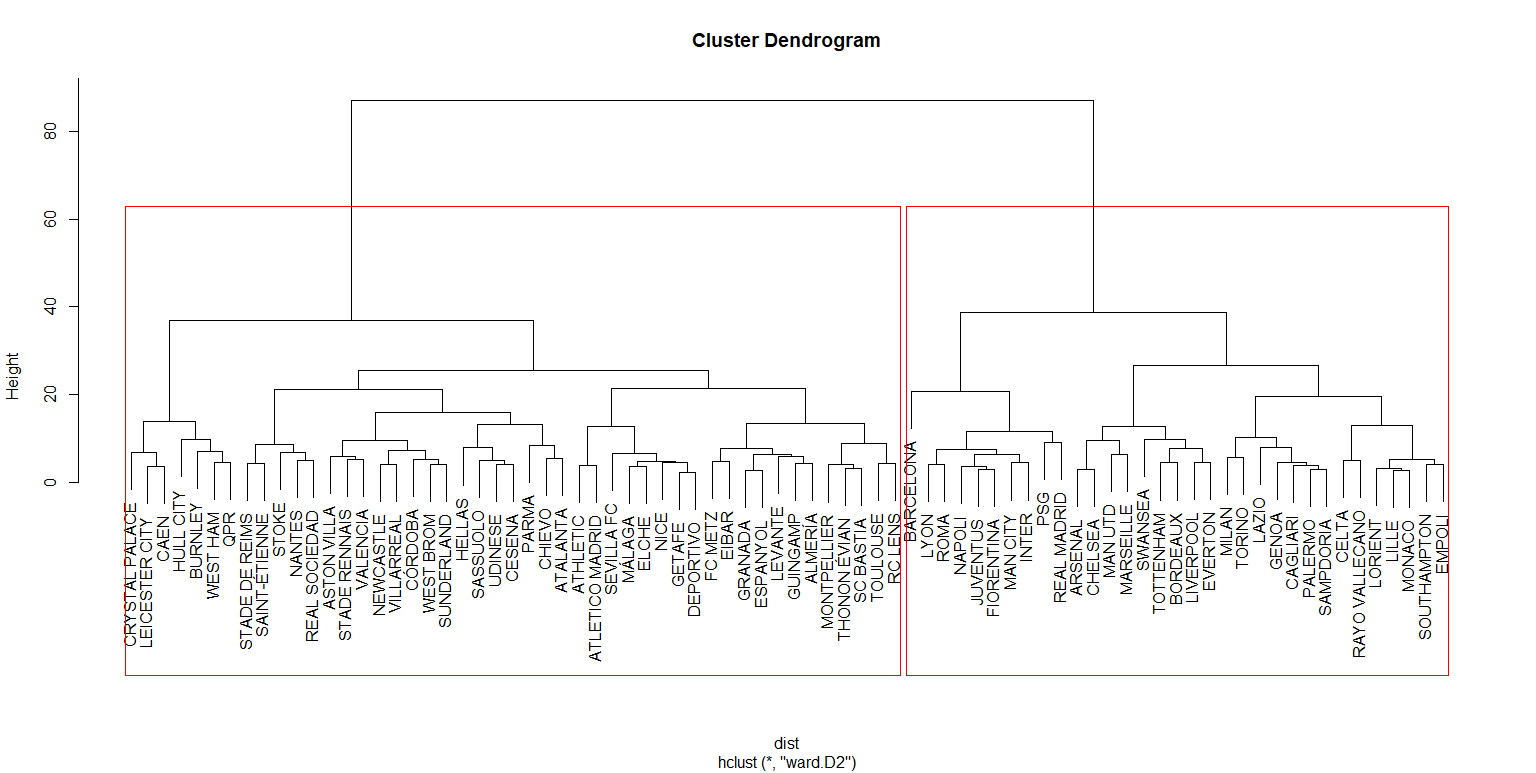 Cluster Dendrogram
Height
80
60
40
20
0
CRYSTAL PALACE
LEICESTER CITY
CAEN
HULL CITY
BURNLEY
WEST HAM
QPR
STADE DE REIMS
SAINT-ÉTIENNE
STOKE
NANTES
REAL SOCIEDAD
ASTON VILLA
STADE RENNAIS
VALENCIA
NEWCASTLE
VILLARREAL
CÓRDOBA
WEST BROM
SUNDERLAND
HELLAS
SASSUOLO
UDINESE
CESENA
PARMA
CHIEVO
ATALANTA
ATHLETIC
ATLETICO MADRID
SEVILLA FC
MÁLAGA
ELCHE
NICE
GETAFE
DEPORTIVO
FC METZ
EIBAR
GRANADA
ESPANYOL
LEVANTE
GUINGAMP
ALMERÍA
MONTPELLIER
THONON ÉVIAN
SC BASTIA
TOULOUSE
RC LENS
BARCELONA
LYON
ROMA
NAPOLI
JUVENTUS
FIORENTINA
MAN CITY
INTER
PSG
REAL MADRID
ARSENAL
CHELSEA
MAN UTD
MARSEILLE
SWANSEA
TOTTENHAM
BORDEAUX
LIVERPOOL
EVERTON
MILAN
TORINO
LAZIO
GENOA
CAGLIARI
PALERMO
SAMPDORIA
CELTA
RAYO VALLECANO
LORIENT
LILLE
MONACO
SOUTHAMPTON
EMPOLI
dist
hclust (*, "ward.D2")